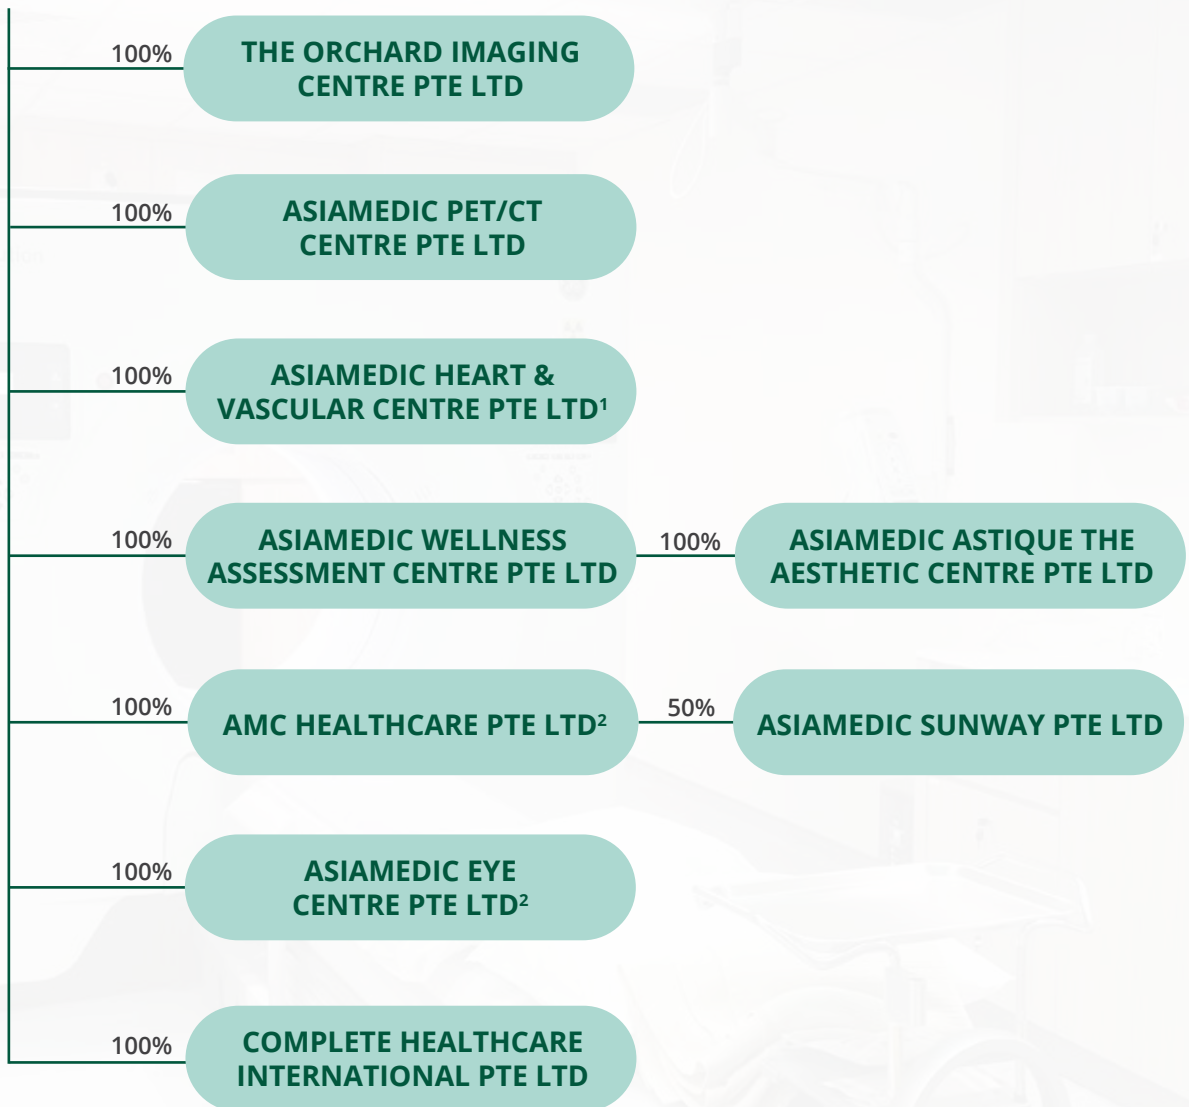 100%
THE ORCHARD IMAGING
CENTRE PTE LTD
100%
ASIAMEDIC PET/CT
CENTRE PTE LTD
100%
ASIAMEDIC HEART &
VASCULAR CENTRE PTE LTD¹
100%
ASIAMEDIC WELLNESS
ASSESSMENT CENTRE PTE LTD
100%
ASIAMEDIC ASTIQUE THE
AESTHETIC CENTRE PTE LTD
100%
AMC HEALTHCARE PTE LTD²
50%
ASIAMEDIC SUNWAY PTE LTD
100%
ASIAMEDIC EYE
CENTRE PTE LTD²
100%
COMPLETE HEALTHCARE
INTERNATIONAL PTE LTD